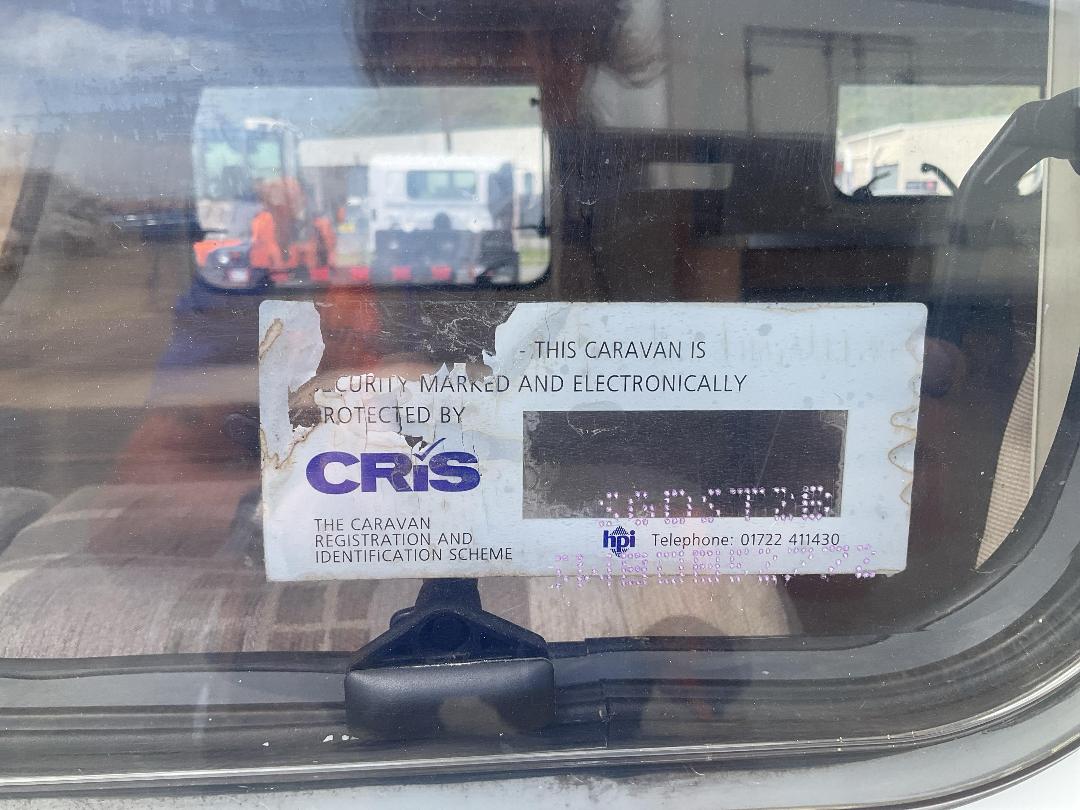 - THIS CARAVAN IS
ECURITY MARKED AND ELECTRONICALLY
ROTECTED BY
CRiS
THE CARAVAN
REGISTRATION AND
IDENTIFICATION SCHEME
hpi Telephone: 01722 411430